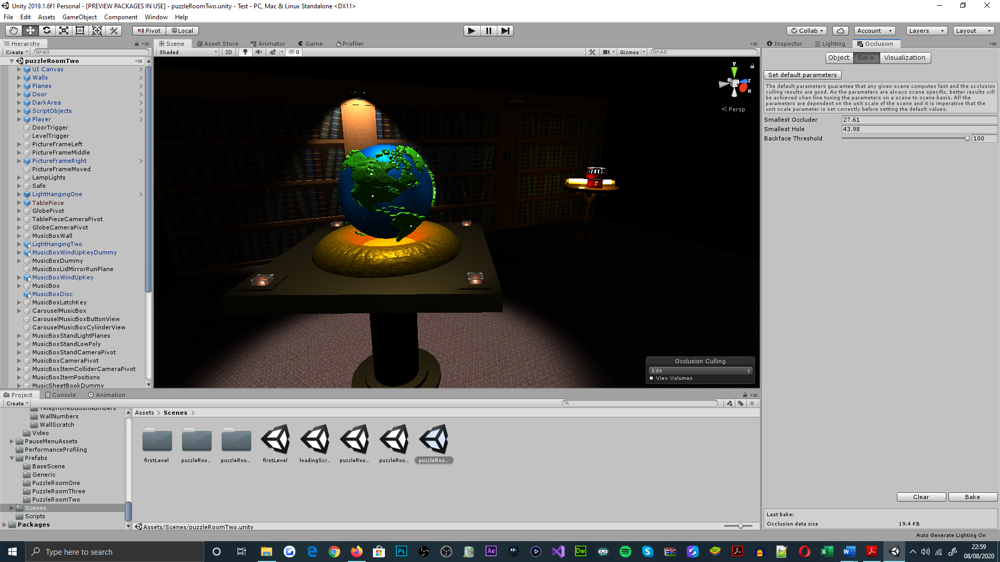 Unity 2019.1.6f1 Personal - [PREVIEW PACKAGES IN USE] - puzzleRoomTwo.unity - Test - PC, Mac & Linux Standalone <DX11>
File Edit Assets GameObject Component Window Help
Pivot Local Collab Account Layers Layout
Hierarchy
Create All
puzzleRoomTwo
UI Canvas
Walls
Planes
Door
DarkArea
ScriptObjects
Player
DoorTrigger
LevelTrigger
PictureFrameLeft
PictureFrameMiddle
PictureFrameRight
PictureFrameMoved
LampLights
Safe
LightHangingOne
TablePiece
GlobePivot
TablePieceCameraPivot
GlobeCameraPivot
MusicBoxWall
LightHangingTwo
MusicBoxWindUpKeyDummy
MusicBoxDummy
MusicBoxLidMirrorRunPlane
MusicBoxWindUpKey
MusicBox
MusicBoxDisc
MusicBoxLatchKey
CarouselMusicBox
CarouselMusicBoxButtonView
CarouselMusicBoxCylinderView
MusicBoxStandLightPlanes
MusicBoxStandLowPoly
MusicBoxStandCameraPivot
MusicBoxCameraPivot
MusicBoxItemColliderCameraPivot
MusicBoxItemPositions
MusicSheetBookDummy
Scene Asset Store Animator Game Profiler
Shaded 2D 0 Gizmos All
y
z
x
Persp
Occlusion Culling
Edit
View Volumes
Inspector Lighting Occlusion
Object Bake Visualization
Set default parameters
The default parameters guarantee that any given scene computes fast and the occlusion
culling results are good. As the parameters are always scene specific, better results will
be achieved when fine tuning the parameters on a scene to scene basis. All the
parameters are dependent on the unit scale of the scene and it is imperative that the
unit scale parameter is set correctly before setting the default values.
Smallest Occluder 27.61
Smallest Hole 43.98
Backface Threshold 100
Clear Bake
Last bake:
Occlusion data size 19.4 KB
Auto Generate Lighting On
Project Console Animation
Create
TelephoneButtonNumbers
WallNumbers
WallScratch
Video
PauseMenuAssets
PerformanceProfiling
Prefabs
BaseScene
Generic
PuzzleRoomOne
PuzzleRoomThree
PuzzleRoomTwo
Scenes
Scripts
Packages
Assets Scenes
firstLevel puzzleRoo... puzzleRoo... firstLevel loadingScr... puzzleRoo... puzzleRoo... puzzleRoo...
Assets/Scenes/puzzleRoomTwo.unity
Type here to search
Ps Ae Dw
22:59
08/08/2020